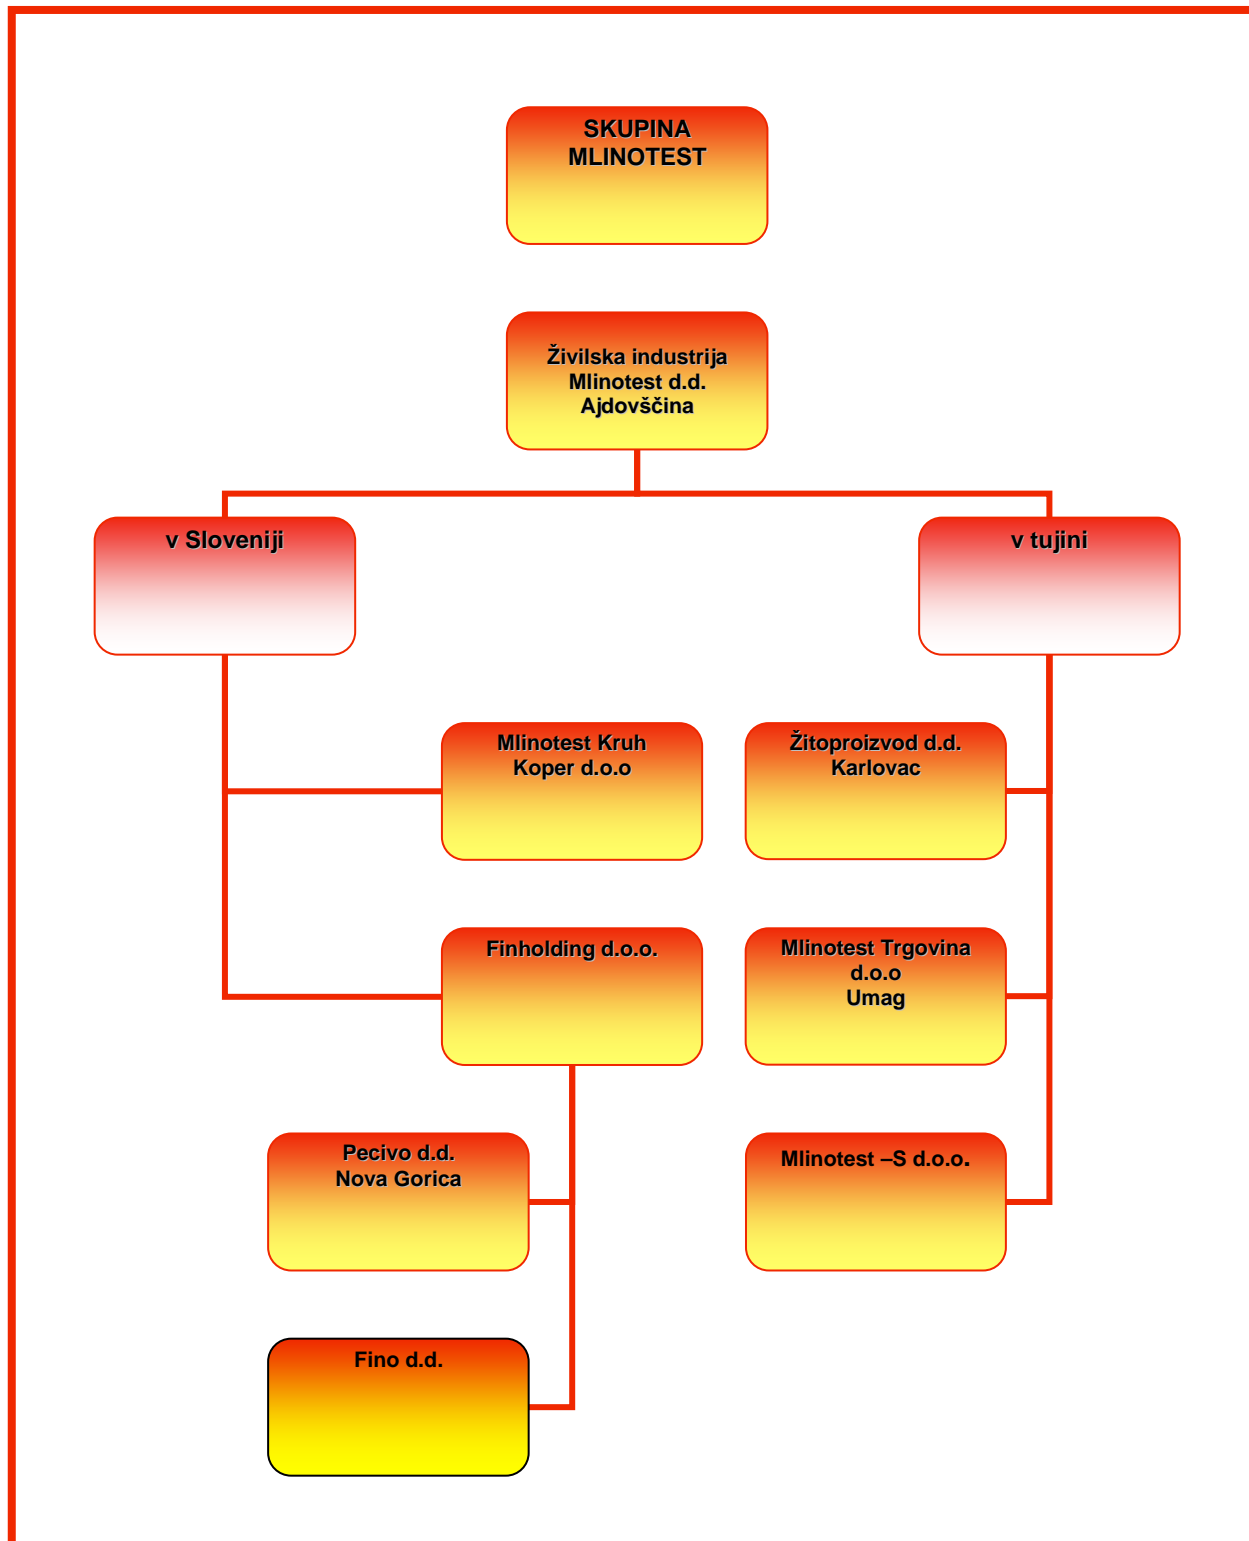 SKUPINA
MLINOTEST
Živilska industrija
Mlinotest d.d.
Ajdovščina
v Sloveniji
v tujini
Mlinotest Kruh
Koper d.o.o
Žitoproizvod d.d.
Karlovac
Finholding d.o.o.
Mlinotest Trgovina
d.o.o
Umag
Pecivo d.d.
Nova Gorica
Mlinotest –S d.o.o.
Fino d.d.